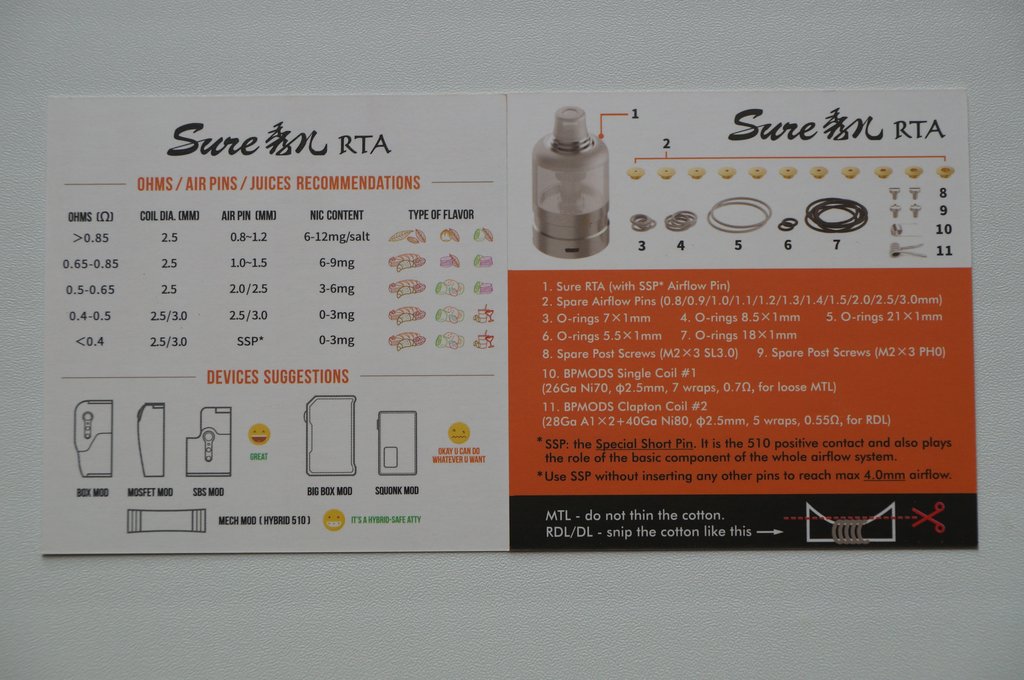 Sure RTA
OHMS / AIR PINS / JUICES RECOMMENDATIONS
OHMS (Ω) COIL DIA. (MM) AIR PIN (MM) NIC CONTENT TYPE OF FLAVOR
>0.85 2.5 0.8~1.2 6-12mg/salt
0.65-0.85 2.5 1.0~1.5 6-9mg
0.5-0.65 2.5 2.0/2.5 3-6mg
0.4-0.5 2.5/3.0 2.5/3.0 0-3mg
<0.4 2.5/3.0 SSP* 0-3mg
DEVICES SUGGESTIONS
GREAT
OKAY U CAN DO
WHATEVER U WANT
BOX MOD MOSFET MOD SBS MOD BIG BOX MOD SQUONK MOD
MECH MOD ( HYBRID 510 ) IT'S A HYBRID-SAFE ATTY
Sure RTA
1
2
3 4 5 6 7
8
9
10
11
1. Sure RTA (with SSP* Airflow Pin)
2. Spare Airflow Pins (0.8/0.9/1.0/1.1/1.2/1.3/1.4/1.5/2.0/2.5/3.0mm)
3. O-rings 7×1mm 4. O-rings 8.5×1mm 5. O-rings 21×1mm
6. O-rings 5.5×1mm 7. O-rings 18×1mm
8. Spare Post Screws (M2×3 SL3.0) 9. Spare Post Screws (M2×3 PH0)
10. BPMODS Single Coil #1
(26Ga Ni70, φ2.5mm, 7 wraps, 0.7Ω, for loose MTL)
11. BPMODS Clapton Coil #2
(28Ga A1×2+40Ga Ni80, φ2.5mm, 5 wraps, 0.55Ω, for RDL)
*SSP: the Special Short Pin. It is the 510 positive contact and also plays
the role of the basic component of the whole airflow system.
*Use SSP without inserting any other pins to reach max 4.0mm airflow.
MTL - do not thin the cotton.
RDL/DL - snip the cotton like this